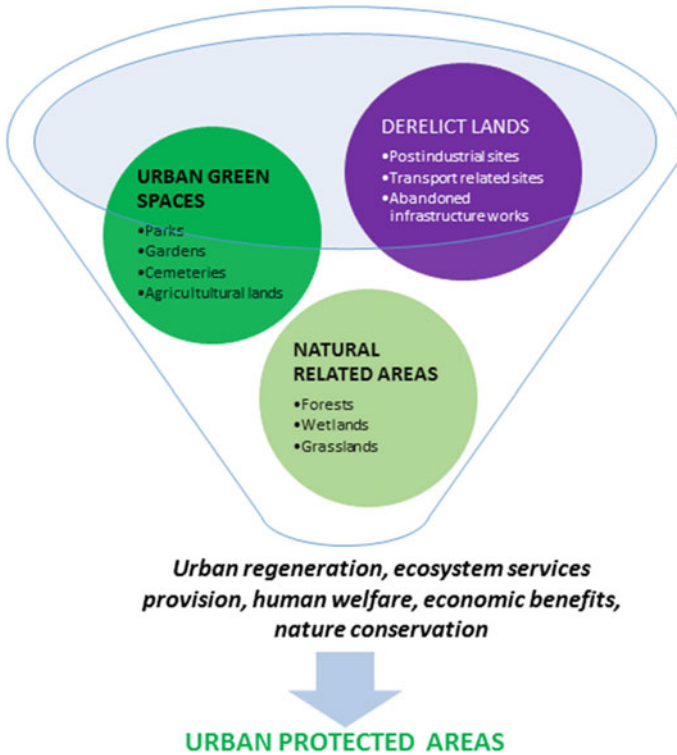 DERELICT LANDS
•Postindustrial sites
•Transport related sites
•Abandoned
infrastructure works
URBAN GREEN
SPACES
•Parks
•Gardens
•Cemeteries
•Agricultultural lands
NATURAL
RELATED AREAS
•Forests
•Wetlands
•Grasslands
Urban regeneration, ecosystem services
provision, human welfare, economic benefits,
nature conservation
URBAN PROTECTED AREAS